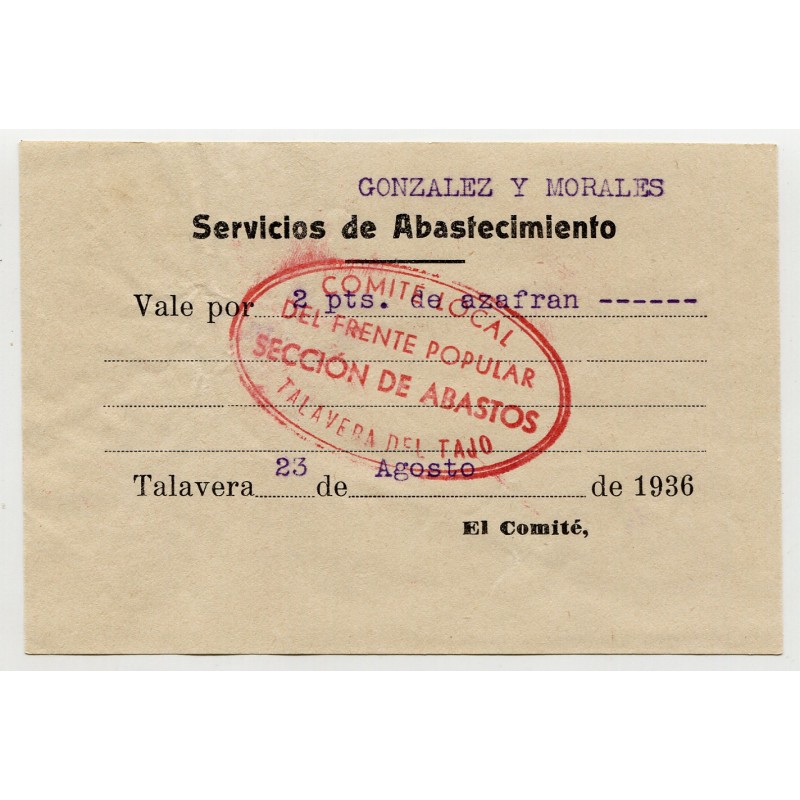 GONZALEZ Y MORALES
Servicios de Abastecimiento
Vale por 2 pts. de azafran ------
COMITÉ LOCAL
DEL FRENTE POPULAR
SECCIÓN DE ABASTOS
TALAVERA DEL TAJO
Talavera 23 de Agosto de 1936
El Comité,